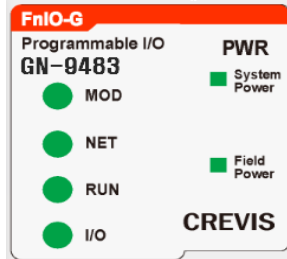 FnIO-G
Programmable I/O
GN-9483
MOD
NET
RUN
I/O
PWR
System
Power
Field
Power
CREVIS